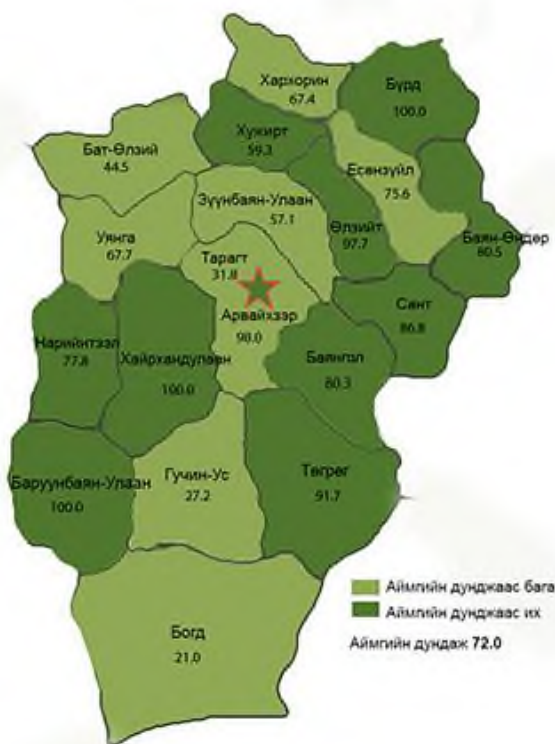 Хархорин
67.4
Бүрд
100.0
Хужирт
59.3
Бат-Өлзий
44.5
Есөнзүйл
75.6
Зүүнбаян-Улаан
57.1
Өлзийт
97.7
Уянга
67.7
Баян-Өндөр
80.5
Тарагт
31.8
Арвайхээр
98.0
Сант
86.8
Нарийнтээл
77.8
Хайрхандулаан
100.0
Баянгол
80.3
Баруунбаян-Улаан
100.0
Гучин-Ус
27.2
Төгрөг
91.7
Богд
21.0
Аймгийн дунджаас бага
Аймгийн дунджаас их
Аймгийн дундаж 72.0